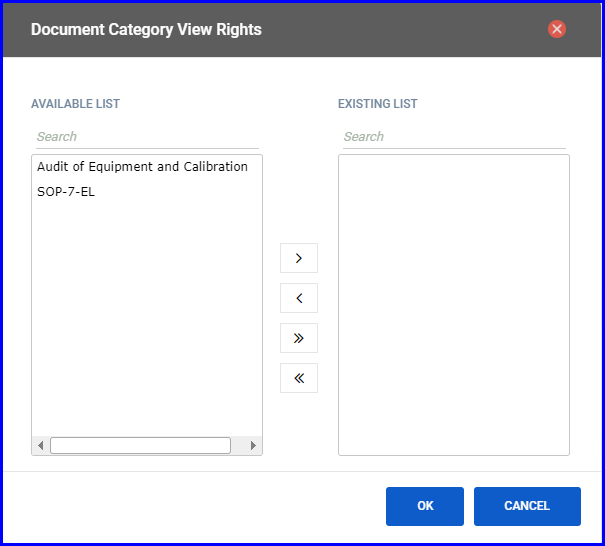 Document Category View Rights
AVAILABLE LIST
EXISTING LIST
Search
Search
Audit of Equipment and Calibration
SOP-7-EL
OK
CANCEL